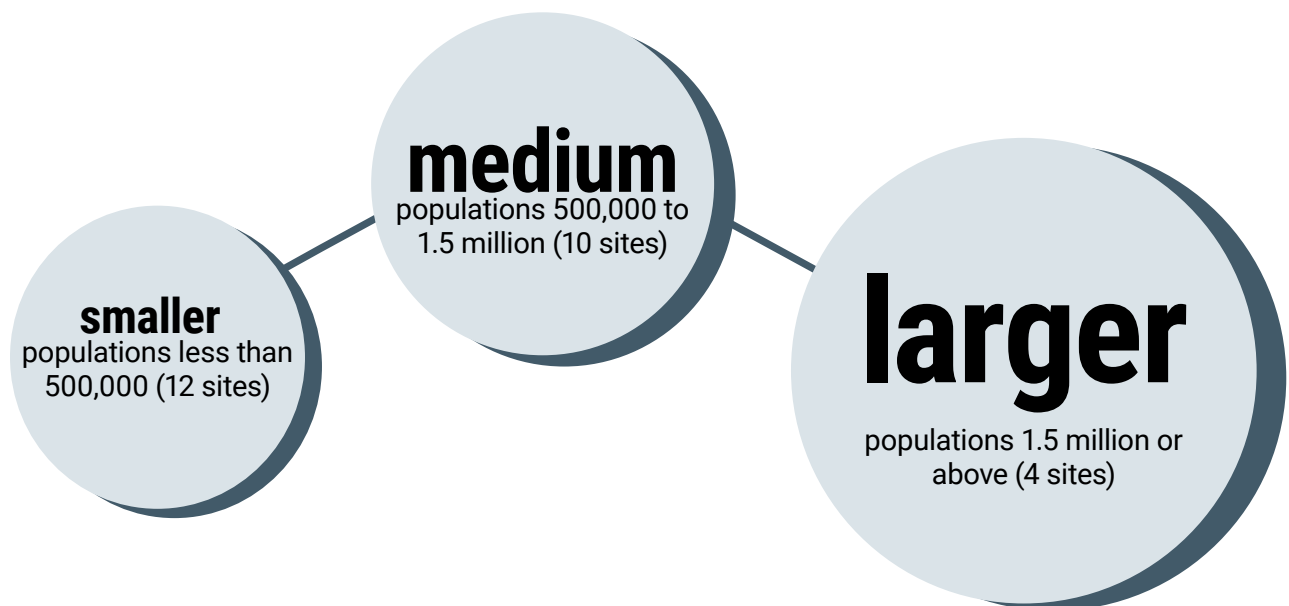 smaller
populations less than
500,000 (12 sites)
medium
populations 500,000 to
1.5 million (10 sites)
larger
populations 1.5 million or
above (4 sites)